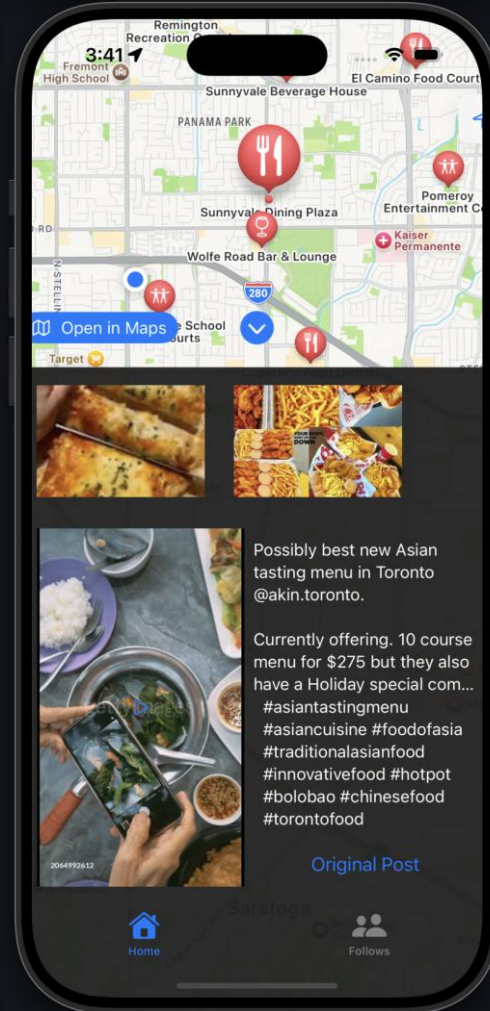 Remington
Recreation
3:41
Fremont
High School
El Camino Food Court
Sunnyvale Beverage House
PANAMA PARK
Sunnyvale Dining Plaza
Pomeroy
Entertainment
RD
Kaiser
Permanente
Wolfe Road Bar & Lounge
280
Open in Maps
School
Target
DOWN
Possibly best new Asian
tasting menu in Toronto
@akin.toronto.
Currently offering. 10 course
menu for $275 but they also
have a Holiday special com...
#asiantastingmenu
#asiancuisine #foodofasia
#traditionalasianfood
#innovativefood #hotpot
#bolobao #chinesefood
#torontofood
2064992612
Original Post
Saratoga
Home
Follows